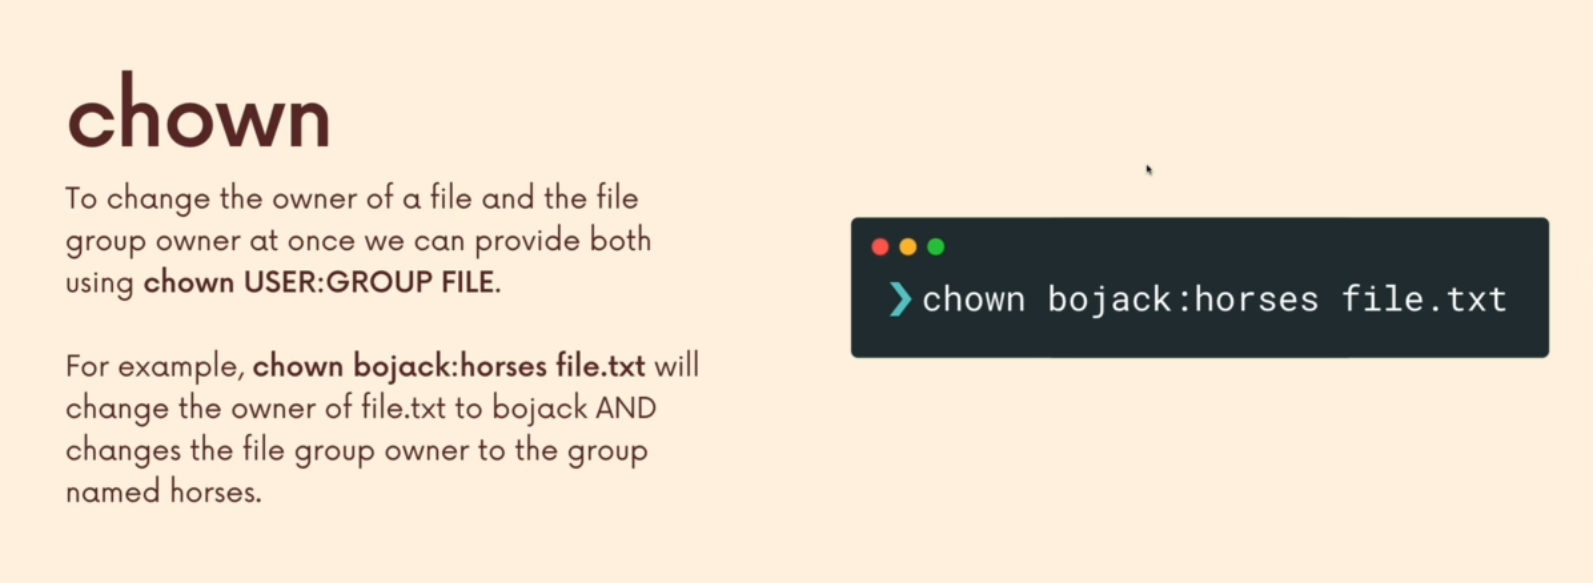 chown
To change the owner of a file and the file
group owner at once we can provide both
using chown USER:GROUP FILE.
For example, chown bojack:horses file.txt will
change the owner of file.txt to bojack AND
changes the file group owner to the group
named horses.
❯ chown bojack:horses file.txt